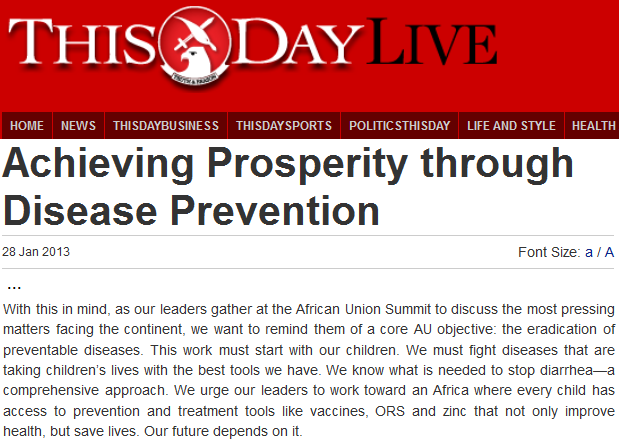 THIS DAY LIVE
TRUTH & REASON
HOME NEWS THISDAYBUSINESS THISDAYSPORTS POLITICSTHISDAY LIFE AND STYLE HEALTH
Achieving Prosperity through
Disease Prevention
28 Jan 2013 Font Size: a / A
...
With this in mind, as our leaders gather at the African Union Summit to discuss the most pressing
matters facing the continent, we want to remind them of a core AU objective: the eradication of
preventable diseases. This work must start with our children. We must fight diseases that are
taking children's lives with the best tools we have. We know what is needed to stop diarrhea—a
comprehensive approach. We urge our leaders to work toward an Africa where every child has
access to prevention and treatment tools like vaccines, ORS and zinc that not only improve
health, but save lives. Our future depends on it.